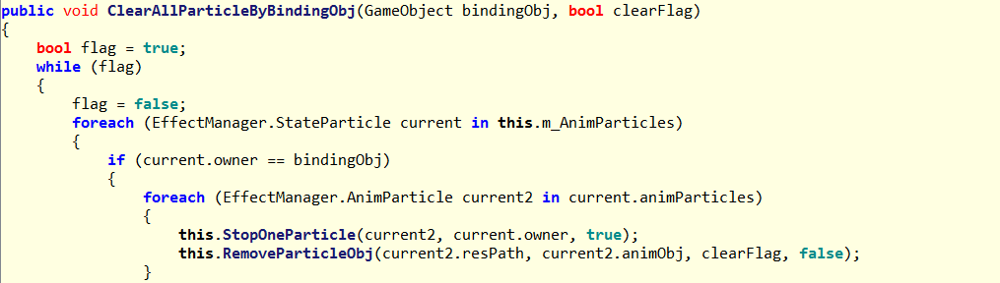 public void ClearAllParticleByBindingObj(GameObject bindingObj, bool clearFlag)
{
    bool flag = true;
    while (flag)
    {
        flag = false;
        foreach (EffectManager.StateParticle current in this.m_AnimParticles)
        {
            if (current.owner == bindingObj)
            {
                foreach (EffectManager.AnimParticle current2 in current.animParticles)
                {
                    this.StopOneParticle(current2, current.owner, true);
                    this.RemoveParticleObj(current2.resPath, current2.animObj, clearFlag, false);
                }